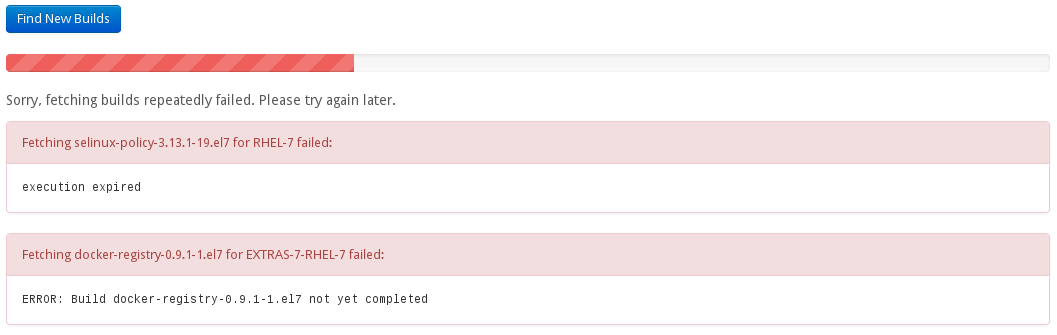 Find New Builds
Sorry, fetching builds repeatedly failed. Please try again later.
Fetching selinux-policy-3.13.1-19.el7 for RHEL-7 failed:
execution expired
Fetching docker-registry-0.9.1-1.el7 for EXTRAS-7-RHEL-7 failed:
ERROR: Build docker-registry-0.9.1-1.el7 not yet completed